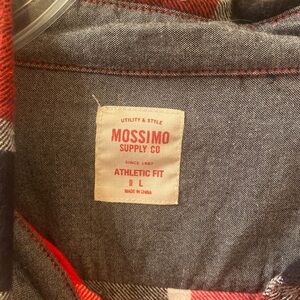 UTILITY & STYLE
MOSSIMO
SUPPLY CO
SINCE 1987
ATHLETIC FIT
L
MADE IN CHINA